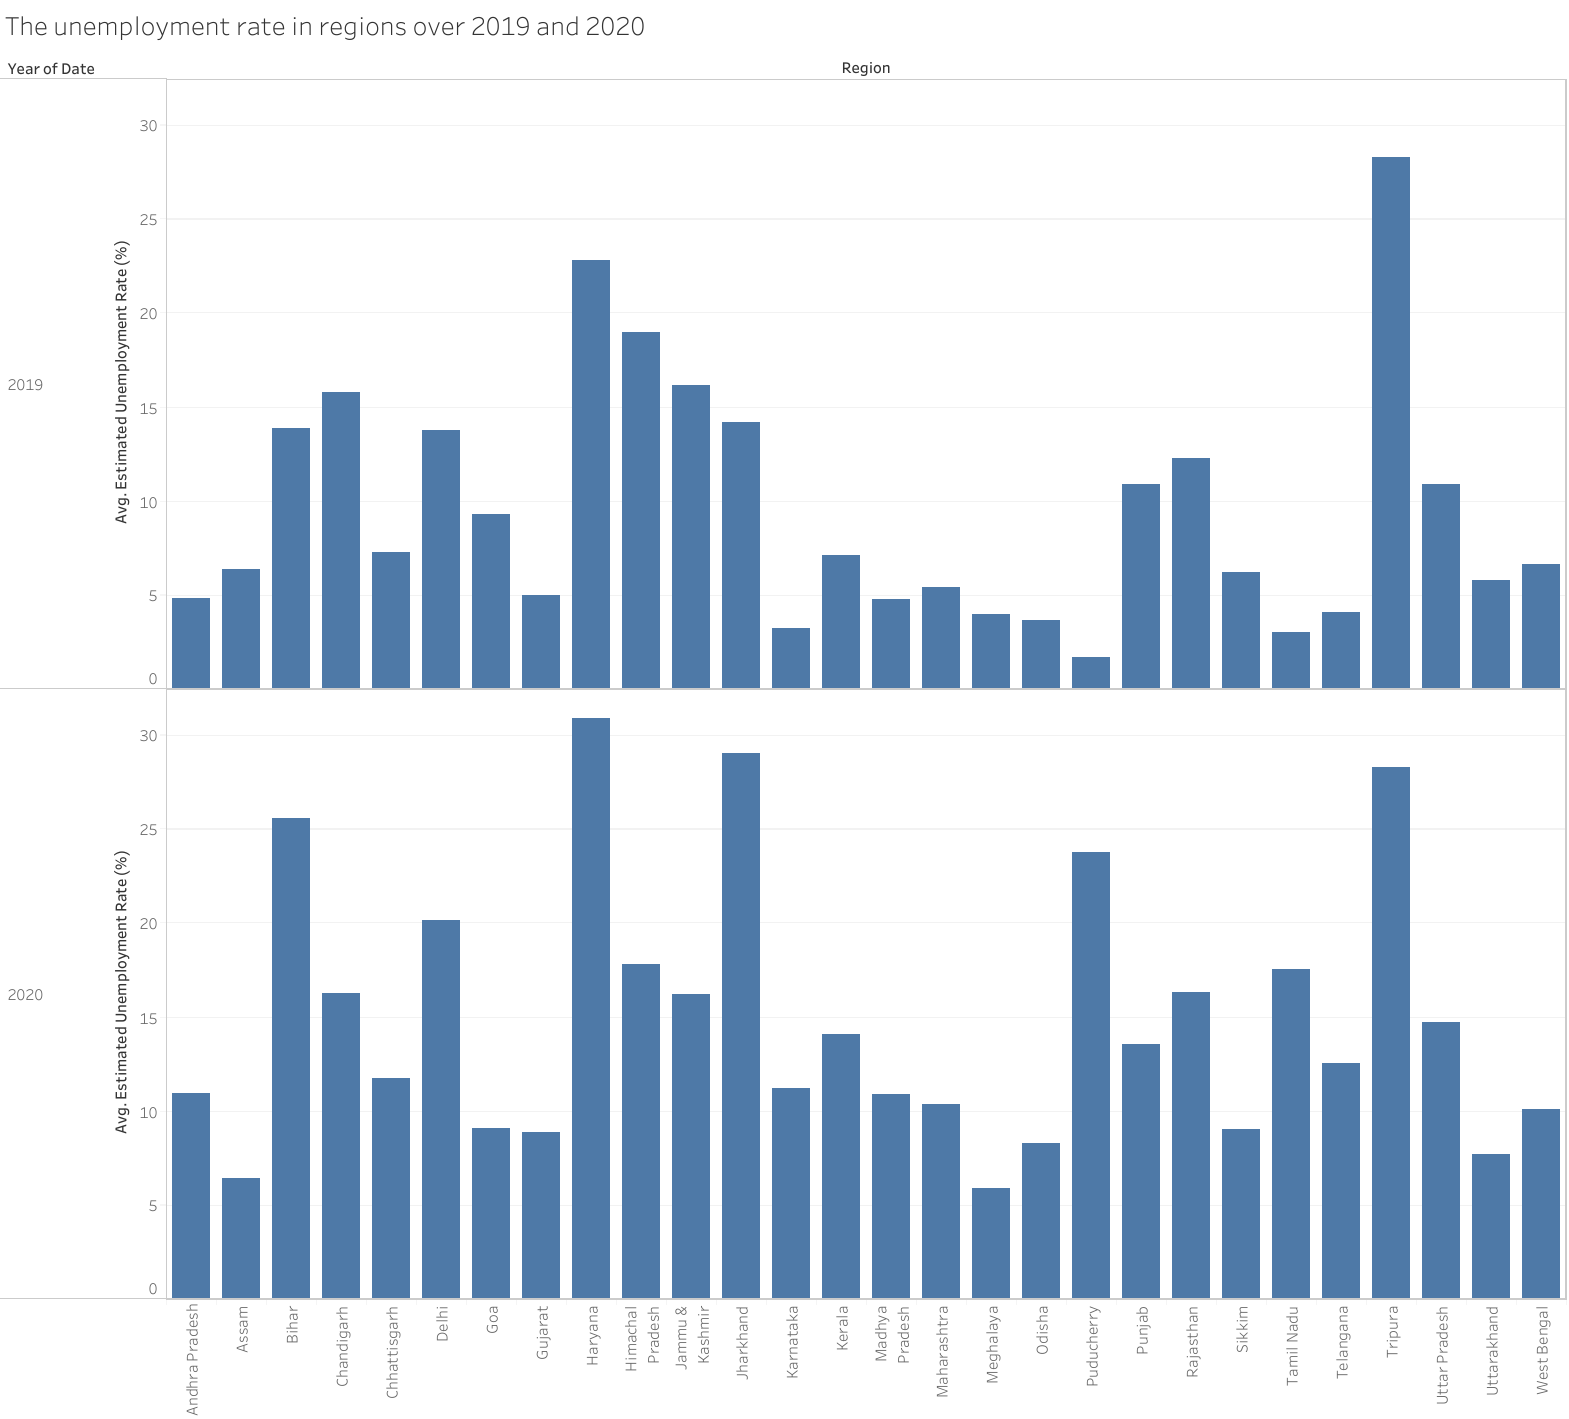 The unemployment rate in regions over 2019 and 2020
Year of Date
Region
2019
Avg. Estimated Unemployment Rate (%)
30
25
20
15
10
5
0
2020
Avg. Estimated Unemployment Rate (%)
30
25
20
15
10
5
0
Andhra Pradesh
Assam
Bihar
Chandigarh
Chhattisgarh
Delhi
Goa
Gujarat
Haryana
Himachal
Pradesh
Jammu &
Kashmir
Jharkhand
Karnataka
Kerala
Madhya
Pradesh
Maharashtra
Meghalaya
Odisha
Puducherry
Punjab
Rajasthan
Sikkim
Tamil Nadu
Telangana
Tripura
Uttar Pradesh
Uttarakhand
West Bengal